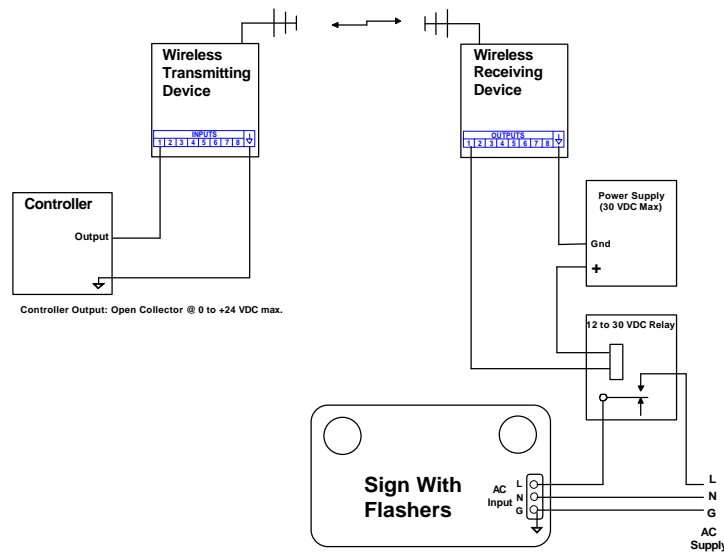 Wireless
Transmitting
Device
INPUTS
1 2 3 4 5 6 7 8
Wireless
Receiving
Device
OUTPUTS
1 2 3 4 5 6 7 8
Controller
Output
Controller Output: Open Collector @ 0 to +24 VDC max.
Power Supply
(30 VDC Max)
Gnd
+
12 to 30 VDC Relay
Sign With
Flashers
AC
Input
L
N
G
L
N
G
AC
Supply